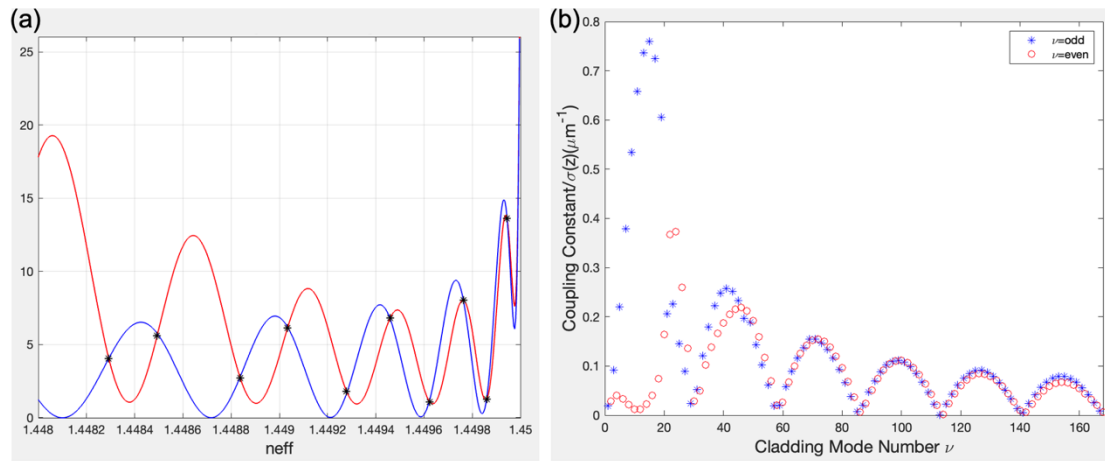 (a)
25
20
15
10
5
0
1.448 1.4482 1.4484 1.4486 1.4488 1.449 1.4492 1.4494 1.4496 1.4498 1.45
neff
(b)
0.8
0.7
0.6
0.5
0.4
0.3
0.2
0.1
0
Coupling Constant/σ(z)(μm⁻¹)
ν=odd
ν=even
0 20 40 60 80 100 120 140 160
Cladding Mode Number ν